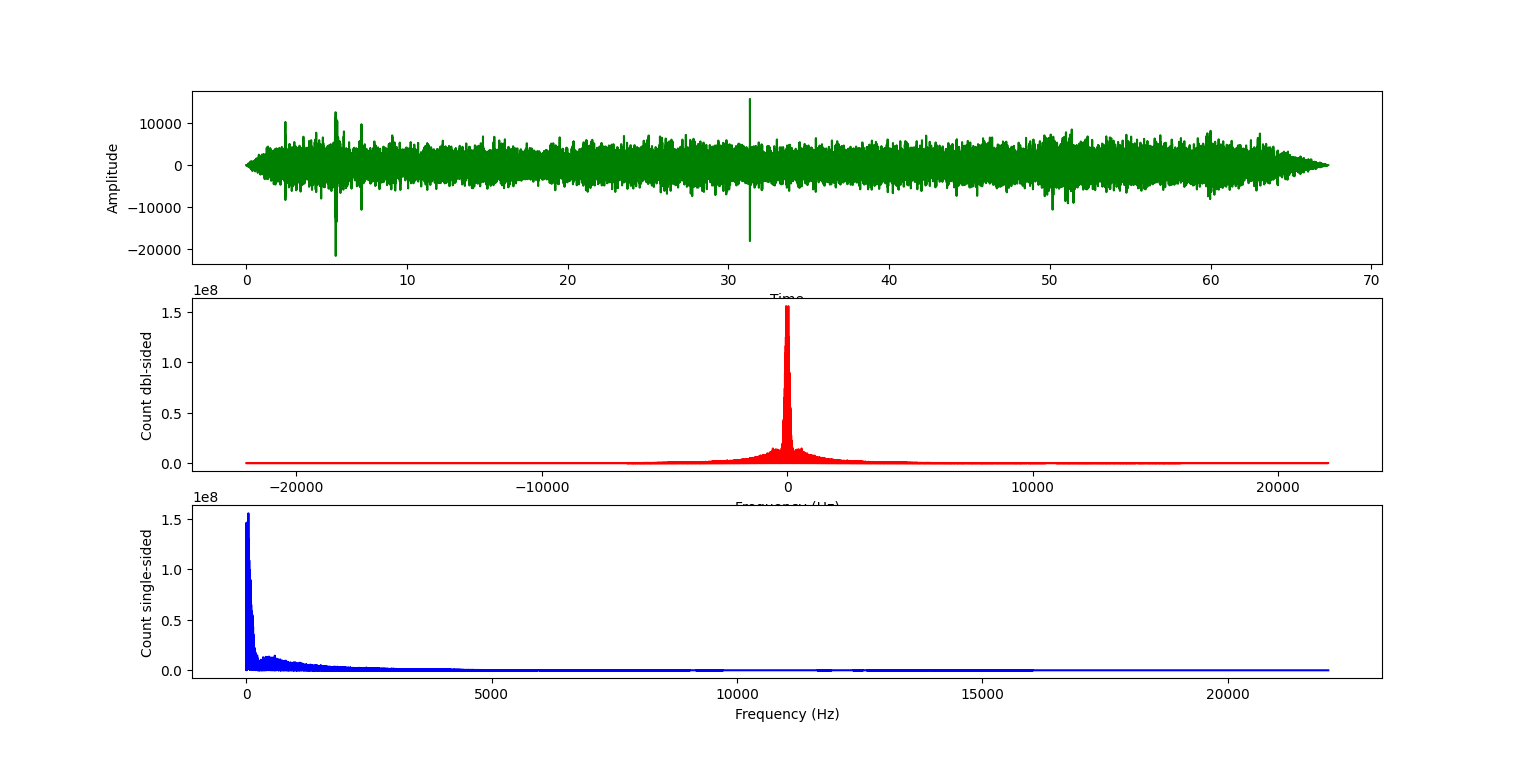 10000
0
−10000
−20000
Amplitude
0 10 20 30 40 50 60 70
Time
1e8
1.5
1.0
0.5
0.0
Count dbl-sided
−20000 −10000 0 10000 20000
Frequency (Hz)
1e8
1.5
1.0
0.5
0.0
Count single-sided
0 5000 10000 15000 20000
Frequency (Hz)